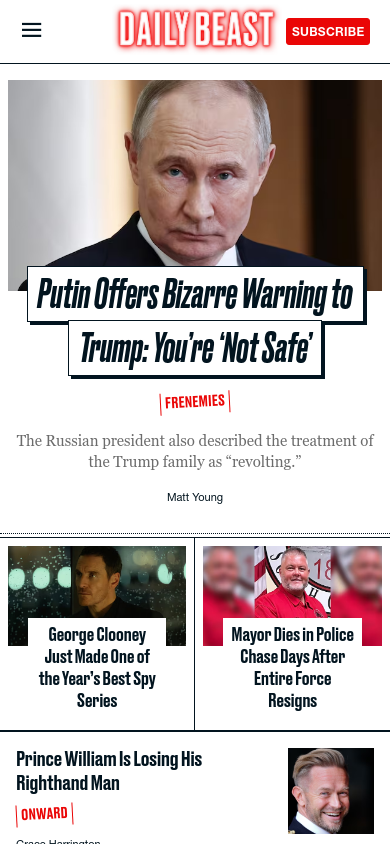 DAILY BEAST
SUBSCRIBE
Putin Offers Bizarre Warning to
Trump: You're 'Not Safe'
FRENEMIES
The Russian president also described the treatment of
the Trump family as “revolting.”
Matt Young
George Clooney
Just Made One of
the Year's Best Spy
Series
Mayor Dies in Police
Chase Days After
Entire Force
Resigns
Prince William Is Losing His
Righthand Man
ONWARD
Grace Harrington